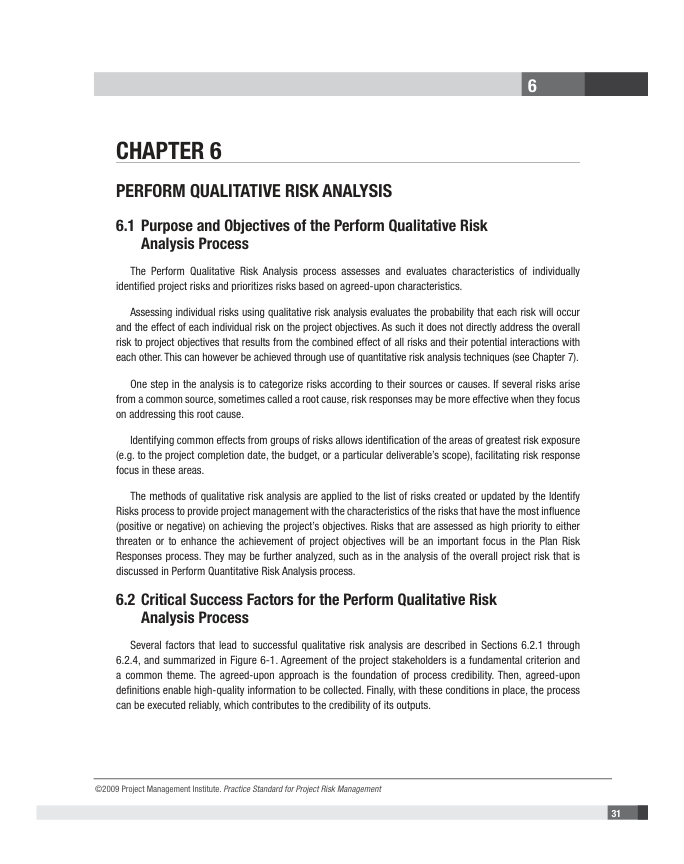 6
CHAPTER 6
PERFORM QUALITATIVE RISK ANALYSIS
6.1 Purpose and Objectives of the Perform Qualitative Risk
Analysis Process
The Perform Qualitative Risk Analysis process assesses and evaluates characteristics of individually
identified project risks and prioritizes risks based on agreed-upon characteristics.
Assessing individual risks using qualitative risk analysis evaluates the probability that each risk will occur
and the effect of each individual risk on the project objectives. As such it does not directly address the overall
risk to project objectives that results from the combined effect of all risks and their potential interactions with
each other. This can however be achieved through use of quantitative risk analysis techniques (see Chapter 7).
One step in the analysis is to categorize risks according to their sources or causes. If several risks arise
from a common source, sometimes called a root cause, risk responses may be more effective when they focus
on addressing this root cause.
Identifying common effects from groups of risks allows identification of the areas of greatest risk exposure
(e.g. to the project completion date, the budget, or a particular deliverable's scope), facilitating risk response
focus in these areas.
The methods of qualitative risk analysis are applied to the list of risks created or updated by the Identify
Risks process to provide project management with the characteristics of the risks that have the most influence
(positive or negative) on achieving the project's objectives. Risks that are assessed as high priority to either
threaten or to enhance the achievement of project objectives will be an important focus in the Plan Risk
Responses process. They may be further analyzed, such as in the analysis of the overall project risk that is
discussed in Perform Quantitative Risk Analysis process.
6.2 Critical Success Factors for the Perform Qualitative Risk
Analysis Process
Several factors that lead to successful qualitative risk analysis are described in Sections 6.2.1 through
6.2.4, and summarized in Figure 6-1. Agreement of the project stakeholders is a fundamental criterion and
a common theme. The agreed-upon approach is the foundation of process credibility. Then, agreed-upon
definitions enable high-quality information to be collected. Finally, with these conditions in place, the process
can be executed reliably, which contributes to the credibility of its outputs.
©2009 Project Management Institute. Practice Standard for Project Risk Management
31